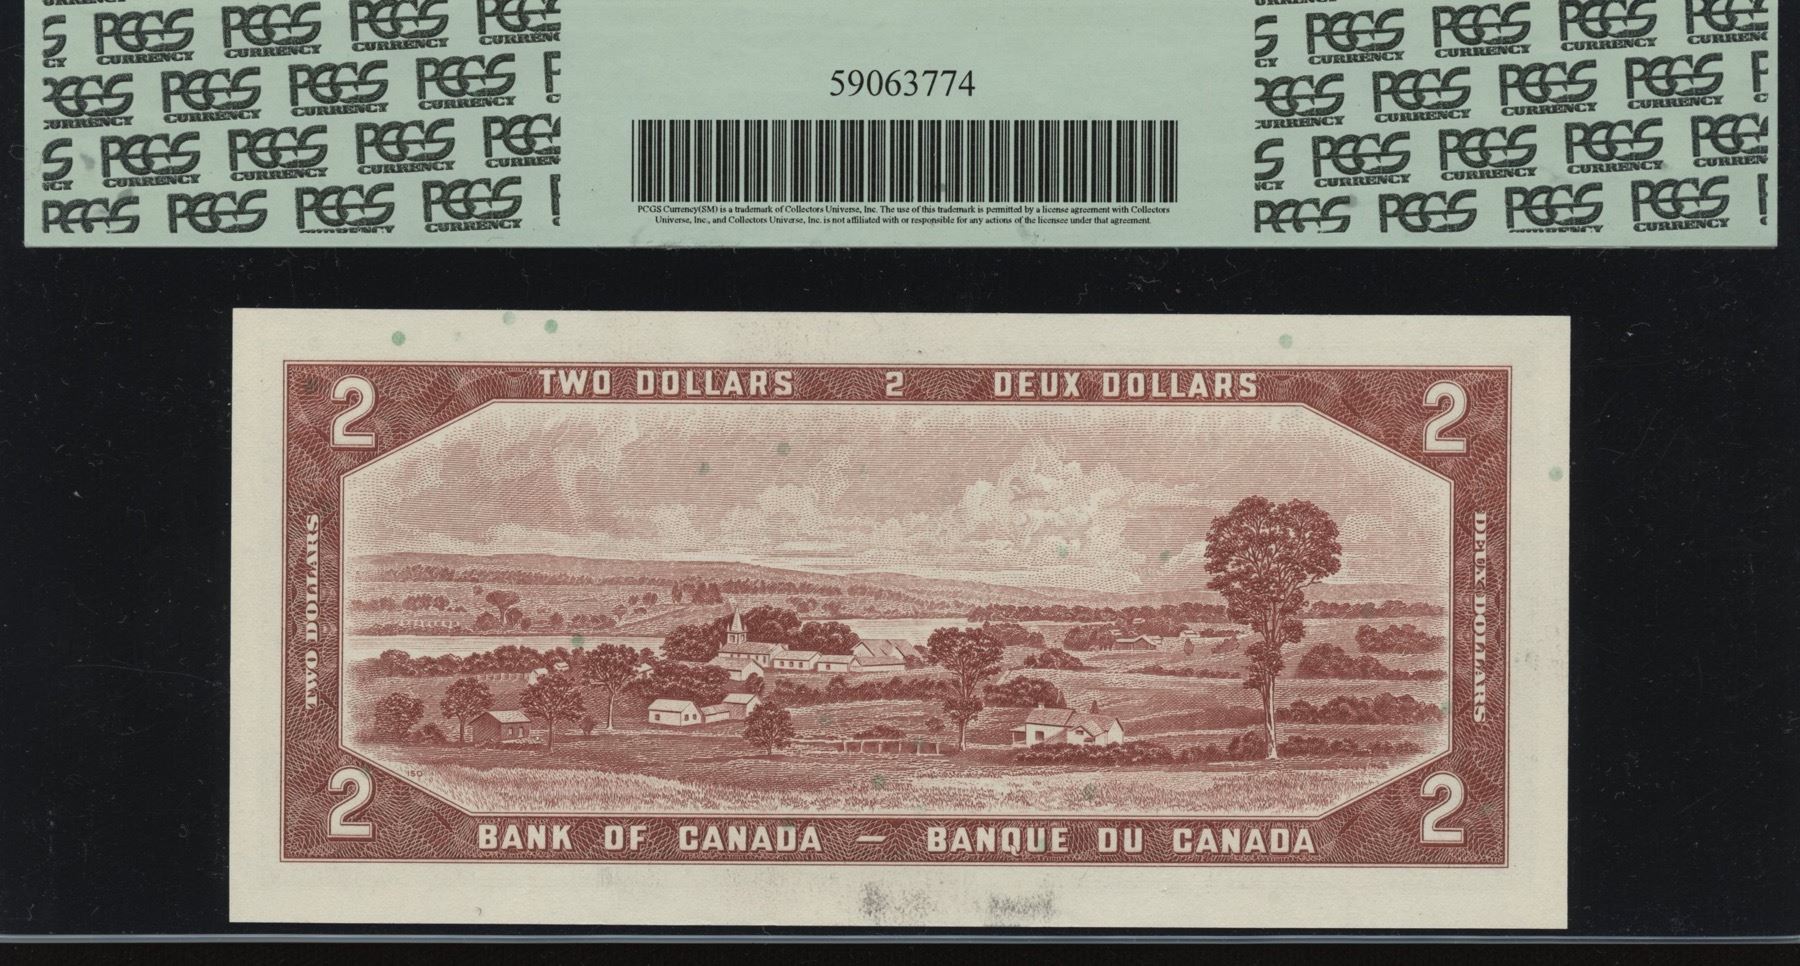 PCGS CURRENCY
59063774
PCGS Currency(SM) is a trademark of Collectors Universe, Inc. The use of this trademark is permitted by a license agreement with Collectors
Universe, Inc., and Collectors Universe, Inc. is not affiliated with or responsible for any actions of the licensee under that agreement.
2 TWO DOLLARS 2 DEUX DOLLARS 2
TWO DOLLARS
DEUX DOLLARS
150
2 BANK OF CANADA — BANQUE DU CANADA 2